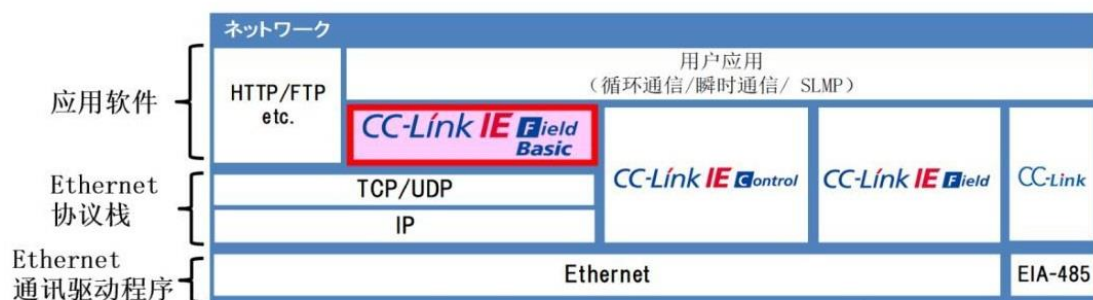 ネットワーク
应用软件
HTTP/FTP
etc.
用户应用
（循环通信/瞬时通信/ SLMP）
CC-Link IE Field
Basic
CC-Link IE Control
CC-Link IE Field
CC-Link
Ethernet
协议栈
TCP/UDP
IP
Ethernet
通讯驱动程序
Ethernet
EIA-485